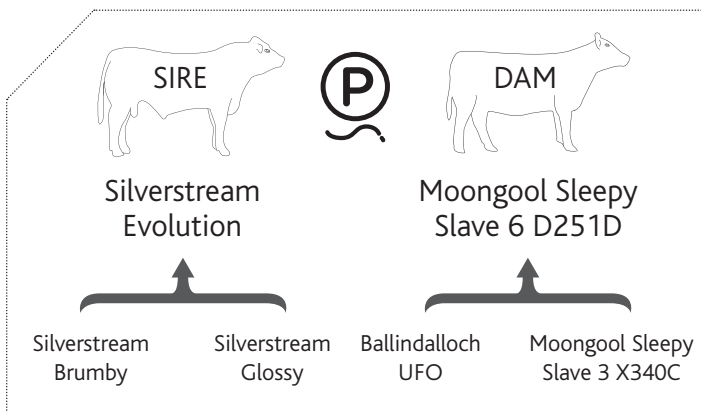 SIRE
P
DAM
Silverstream
Evolution
Moongool Sleepy
Slave 6 D251D
Silverstream
Brumby
Silverstream
Glossy
Ballindalloch
UFO
Moongool Sleepy
Slave 3 X340C